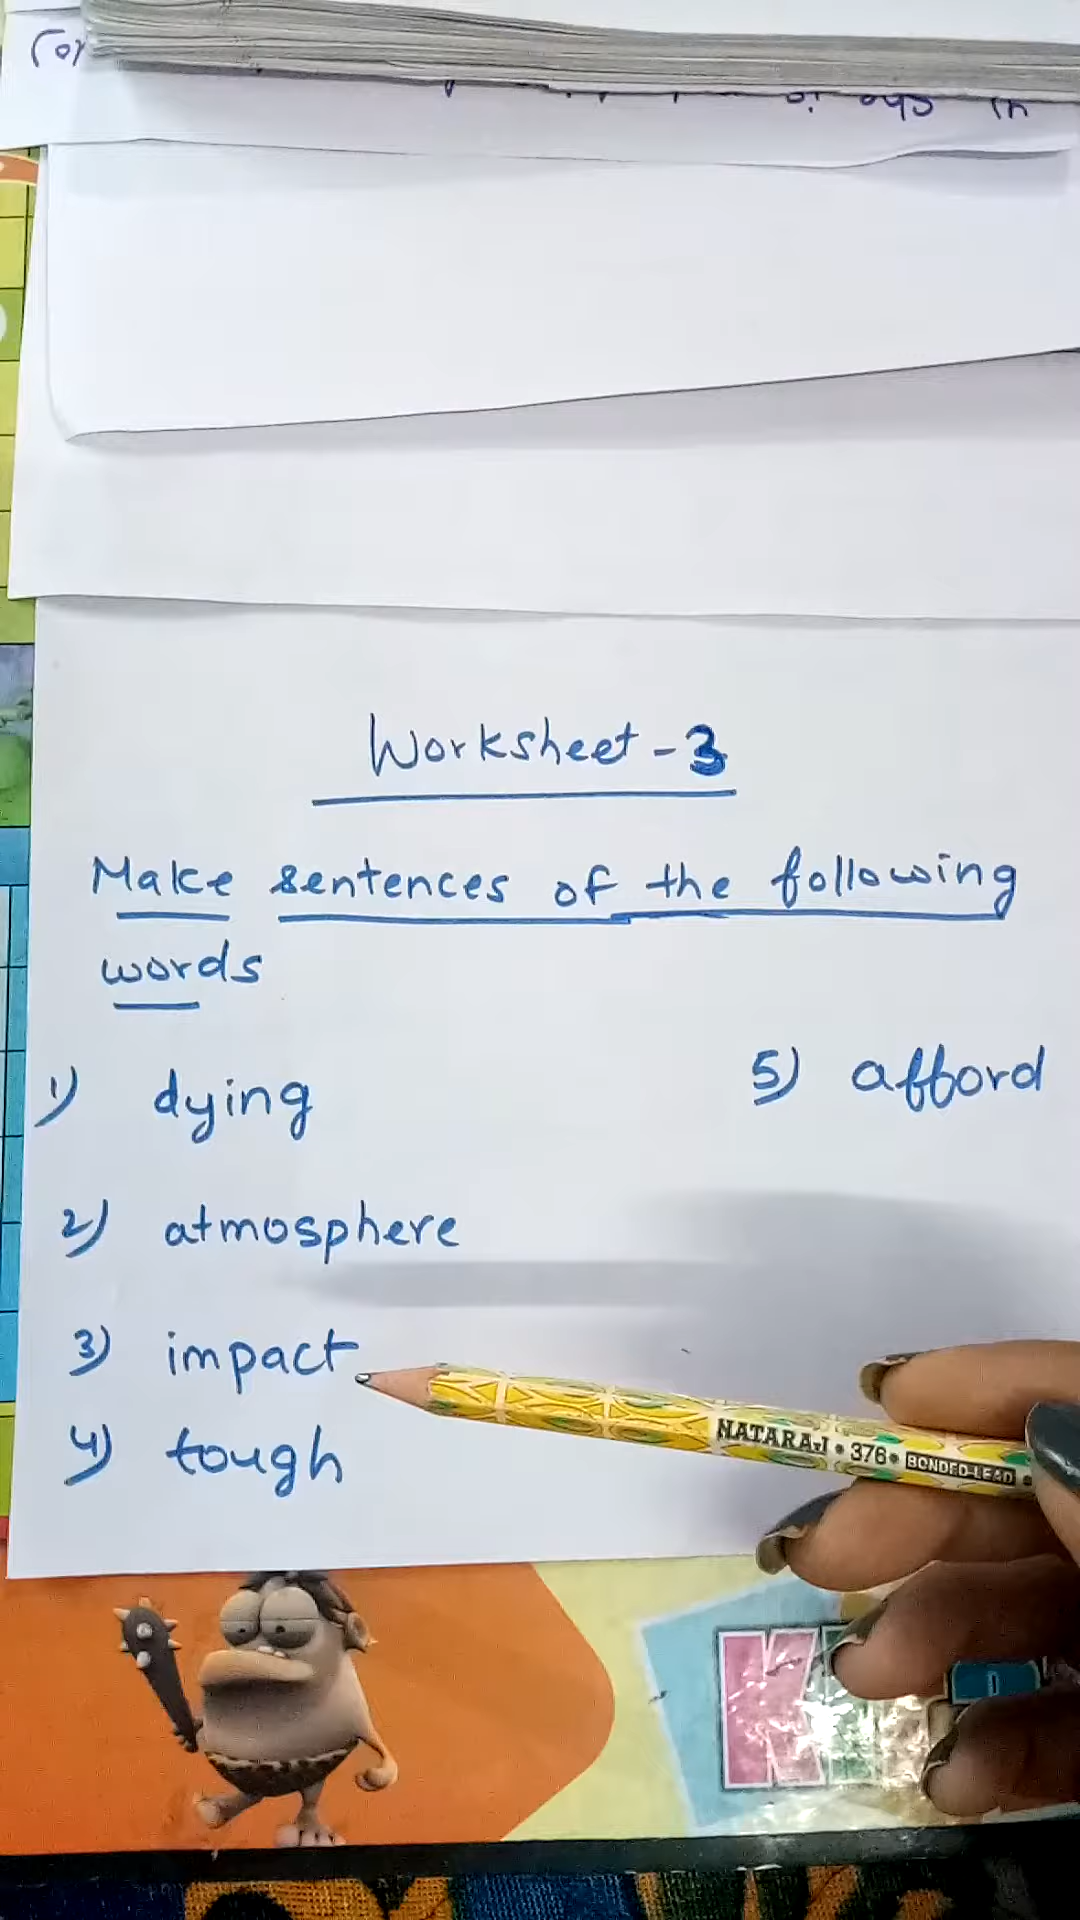 for
Worksheet - 3
Make sentences of the following
words
1) dying
5) afford
2) atmosphere
3) impact
4) tough
NATARAJ • 376 • BONDED LEAD